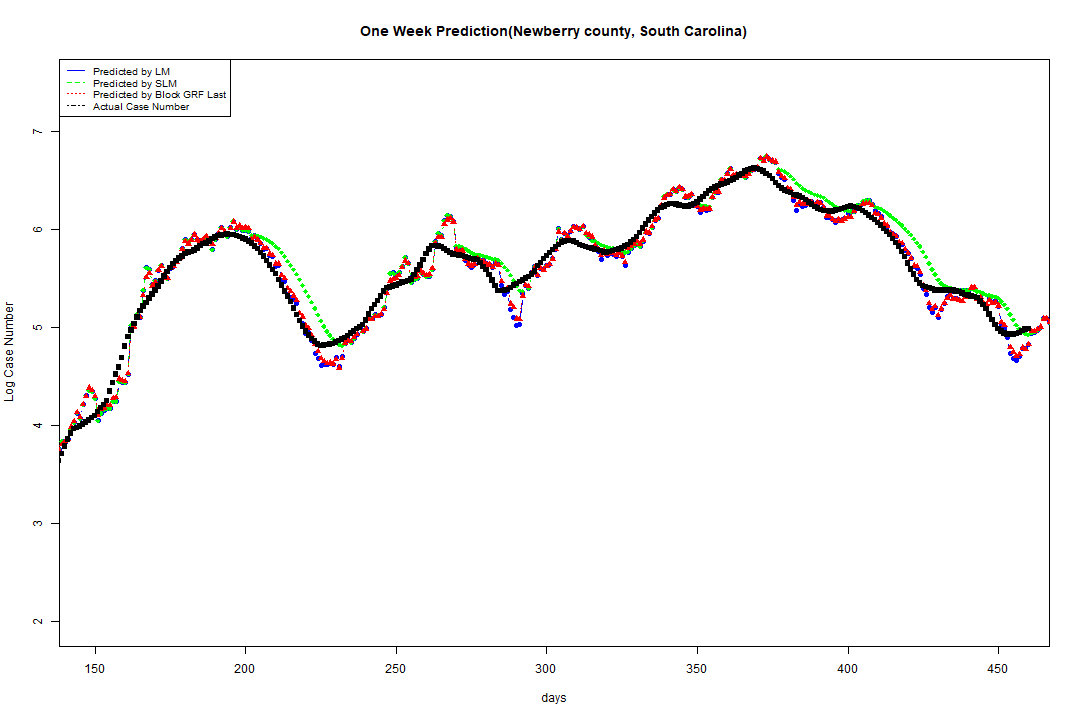 One Week Prediction(Newberry county, South Carolina)
Predicted by LM
Predicted by SLM
Predicted by Block GRF Last
Actual Case Number
7
6
5
4
3
2
Log Case Number
150 200 250 300 350 400 450
days